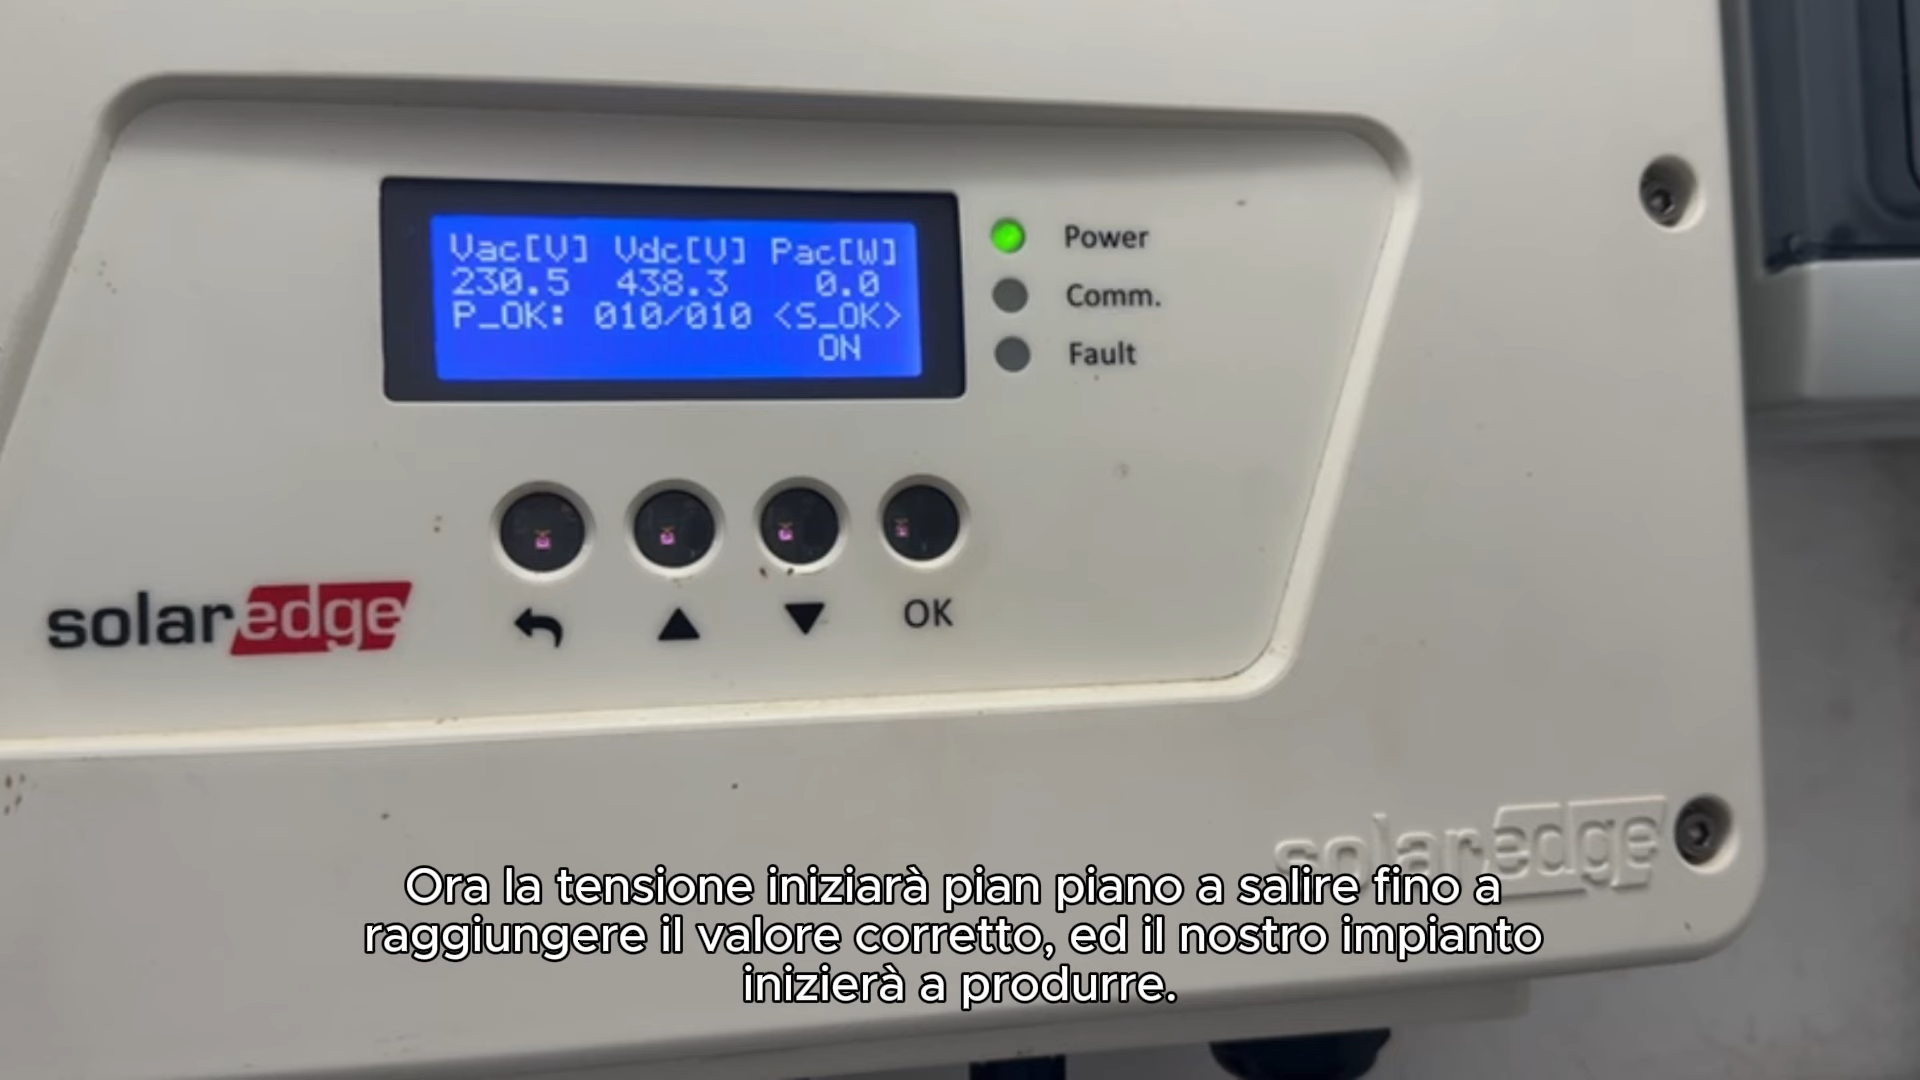 Vac[V] Vdc[V] Pac[W]
230.5 438.3 0.0
P_OK: 010/010 <S_OK>
ON
Power
Comm.
Fault
OK
solaredge
solaredge
Ora la tensione iniziarà pian piano a salire fino a
raggiungere il valore corretto, ed il nostro impianto
inizierà a produrre.